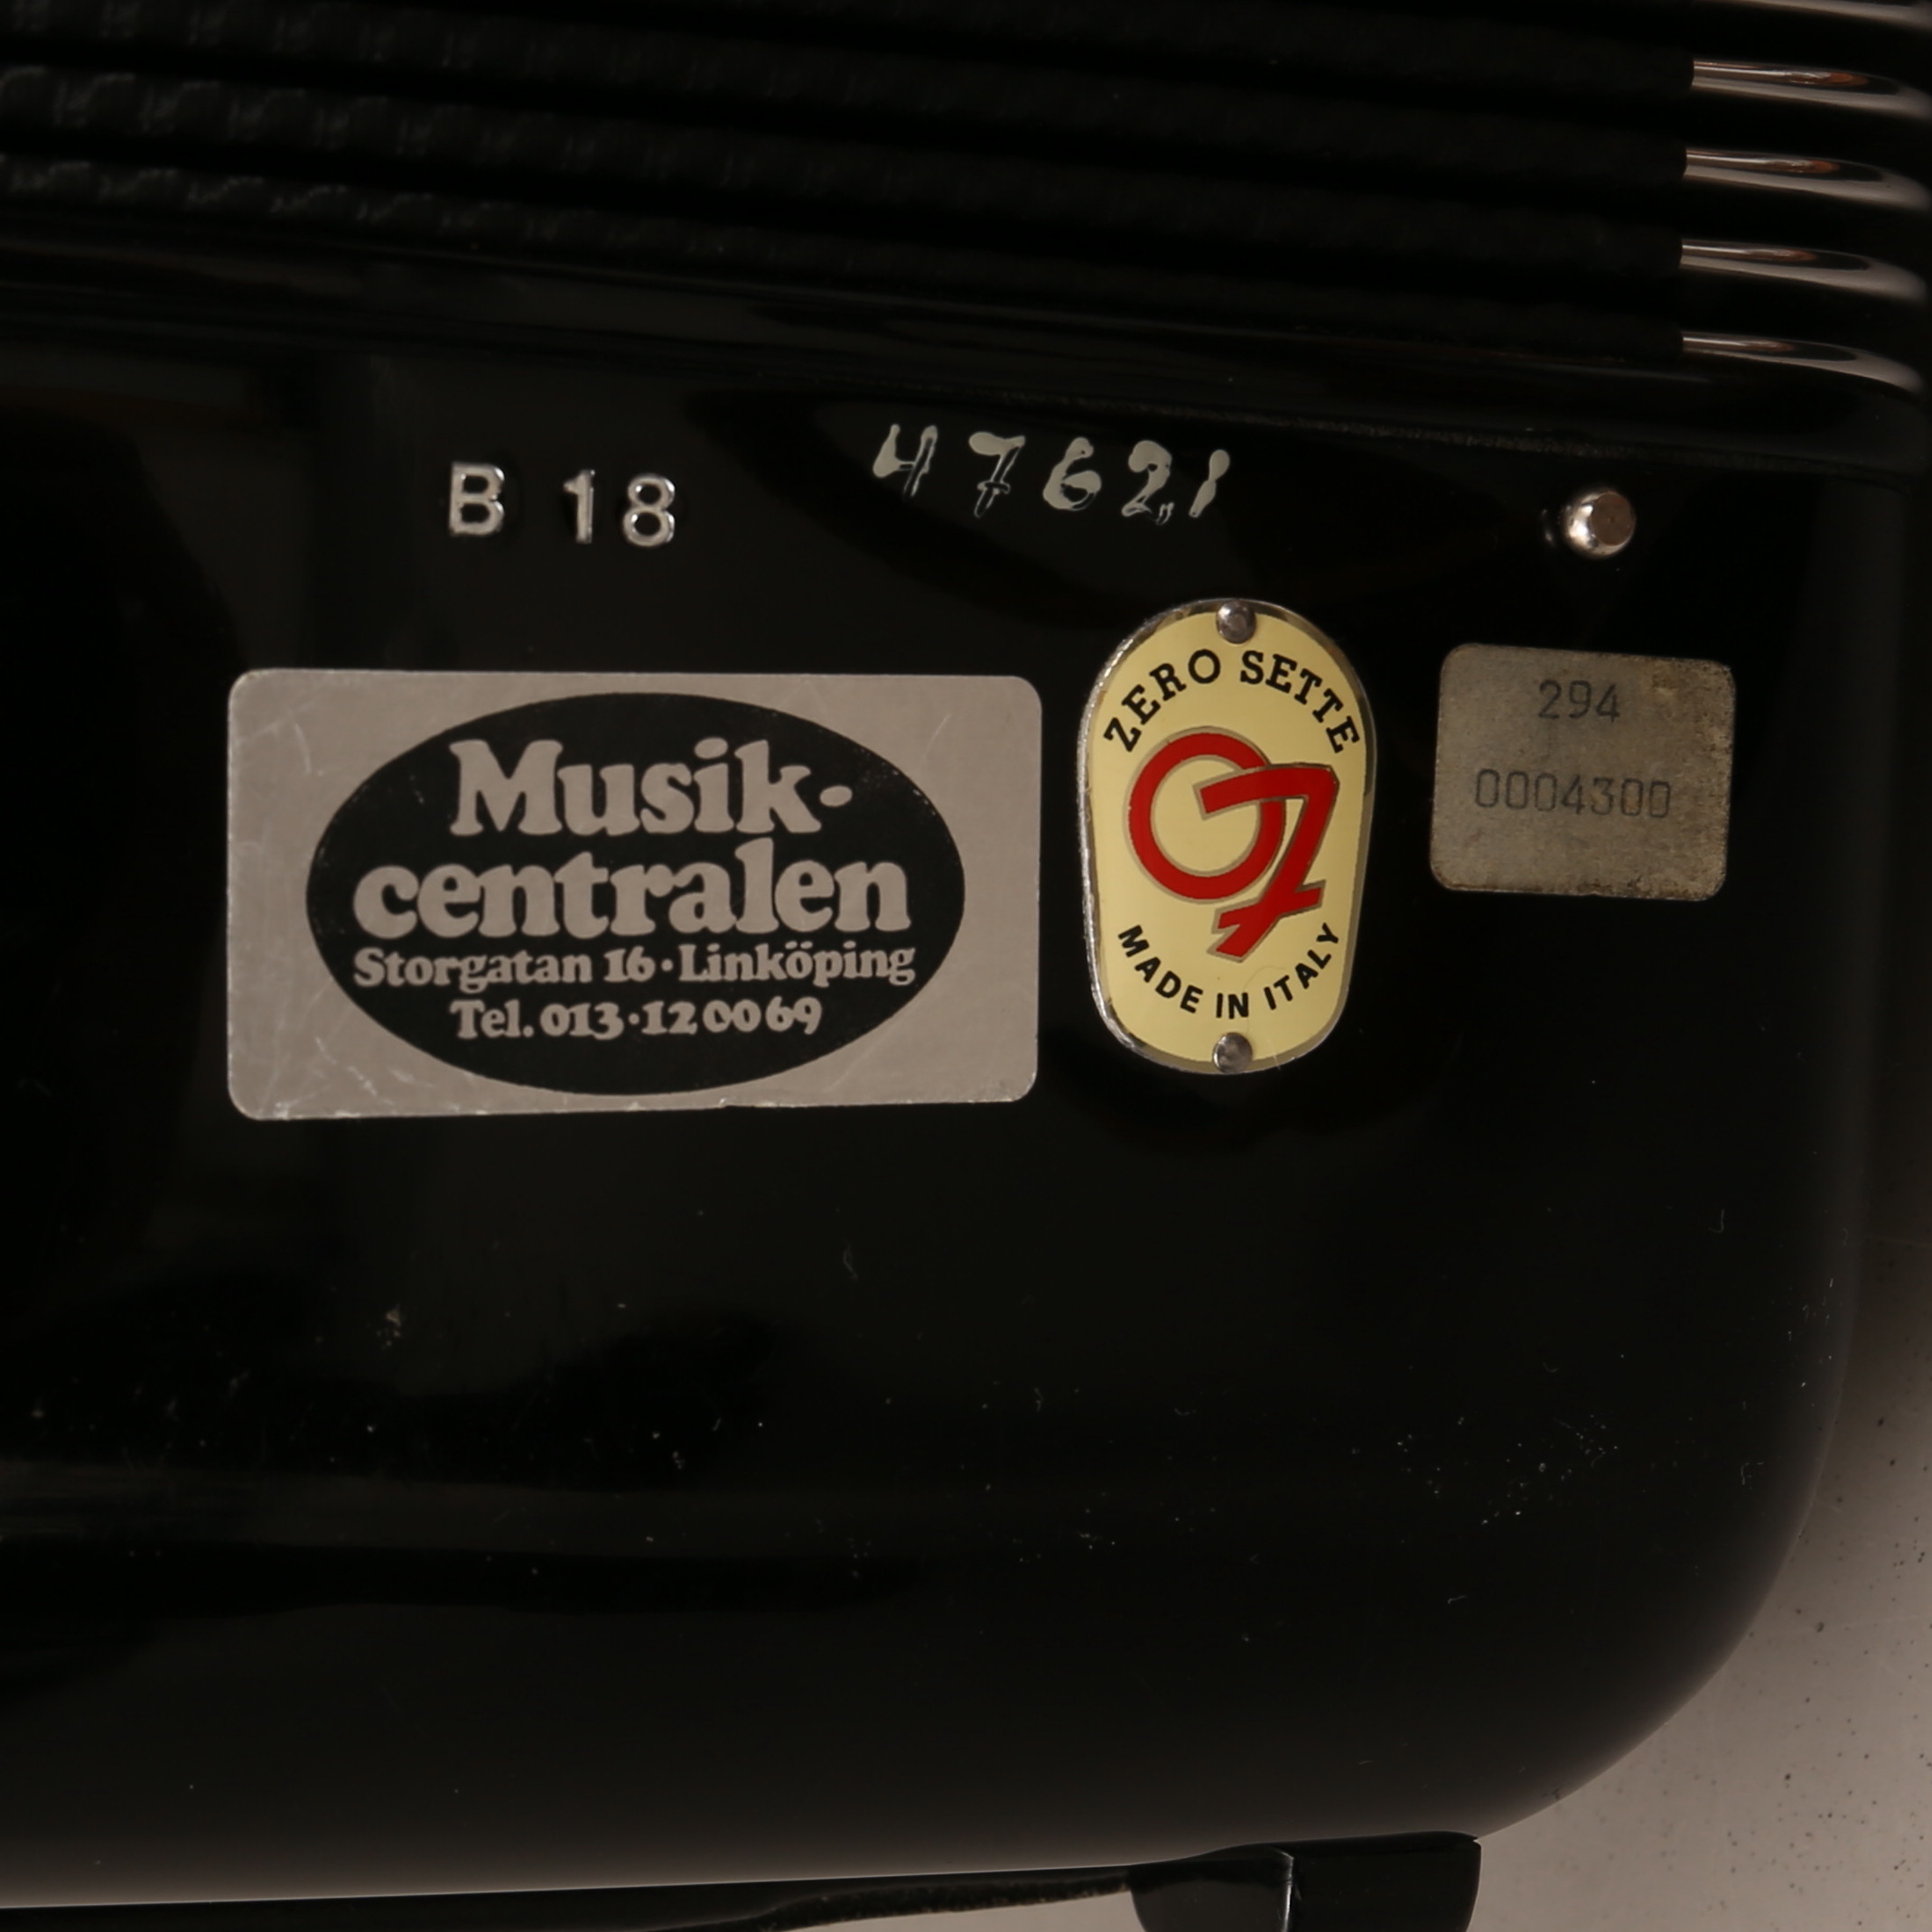 B 18
47621
Musik-
centralen
Storgatan 16 · Linköping
Tel. 013·12 00 69
ZERO SETTE
07
MADE IN ITALY
294
0004300